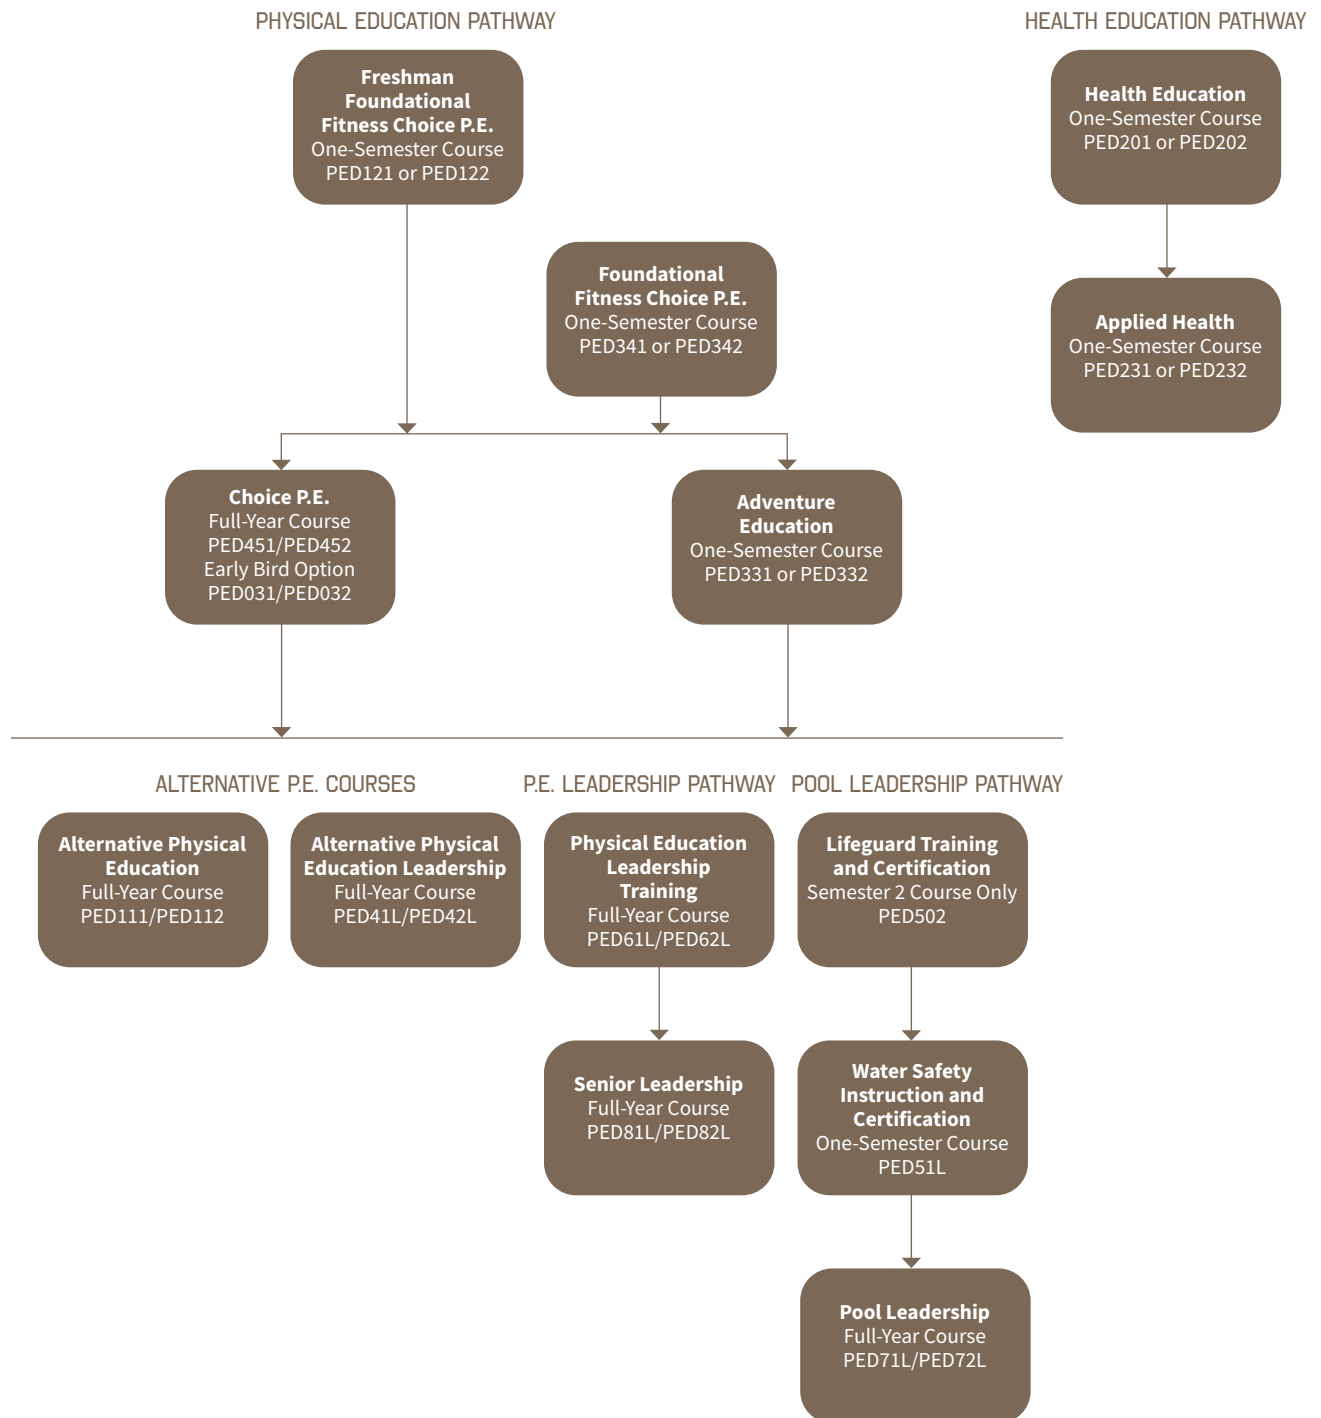 PHYSICAL EDUCATION PATHWAY
HEALTH EDUCATION PATHWAY
Freshman
Foundational
Fitness Choice P.E.
One-Semester Course
PED121 or PED122
Health Education
One-Semester Course
PED201 or PED202
Foundational
Fitness Choice P.E.
One-Semester Course
PED341 or PED342
Applied Health
One-Semester Course
PED231 or PED232
Choice P.E.
Full-Year Course
PED451/PED452
Early Bird Option
PED031/PED032
Adventure
Education
One-Semester Course
PED331 or PED332
ALTERNATIVE P.E. COURSES
P.E. LEADERSHIP PATHWAY
POOL LEADERSHIP PATHWAY
Alternative Physical
Education
Full-Year Course
PED111/PED112
Alternative Physical
Education Leadership
Full-Year Course
PED41L/PED42L
Physical Education
Leadership
Training
Full-Year Course
PED61L/PED62L
Lifeguard Training
and Certification
Semester 2 Course Only
PED502
Senior Leadership
Full-Year Course
PED81L/PED82L
Water Safety
Instruction and
Certification
One-Semester Course
PED51L
Pool Leadership
Full-Year Course
PED71L/PED72L